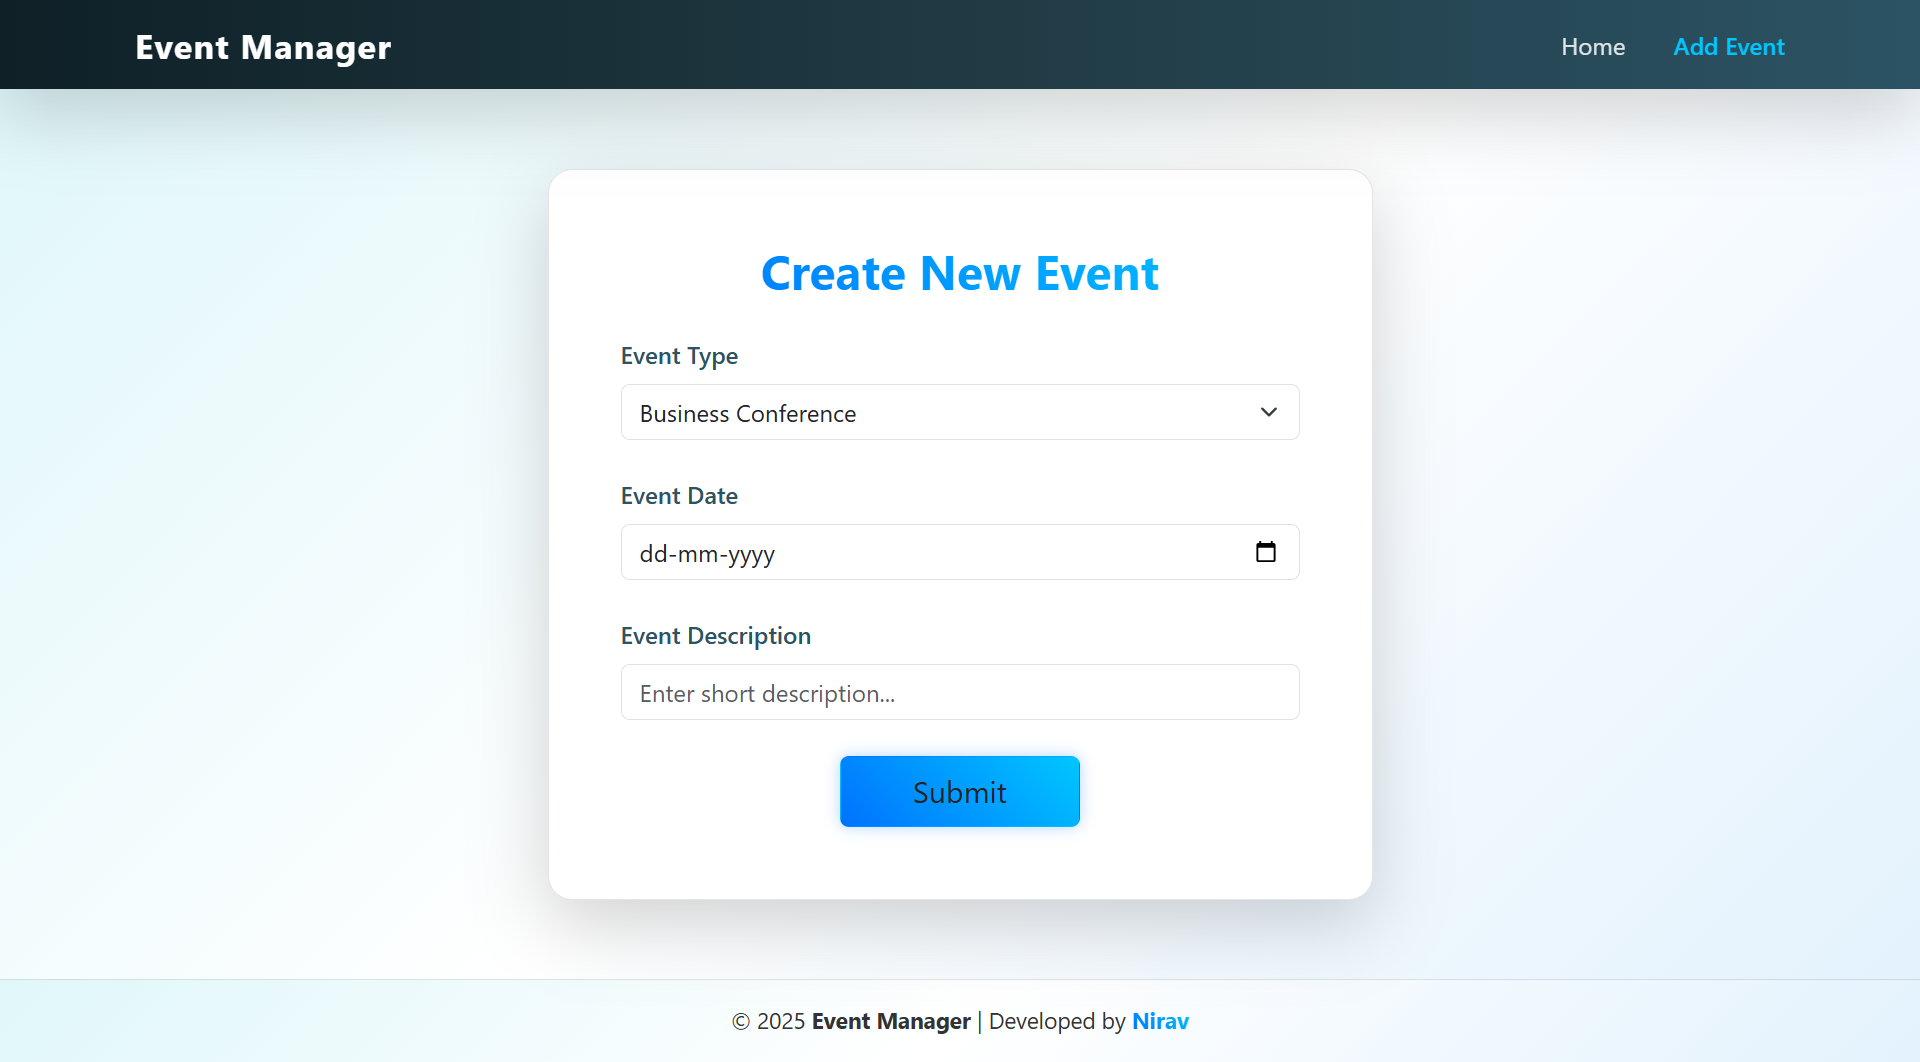 Event Manager
Home
Add Event
Create New Event
Event Type
Business Conference
Event Date
dd-mm-yyyy
Event Description
Enter short description...
Submit
© 2025 Event Manager | Developed by Nirav